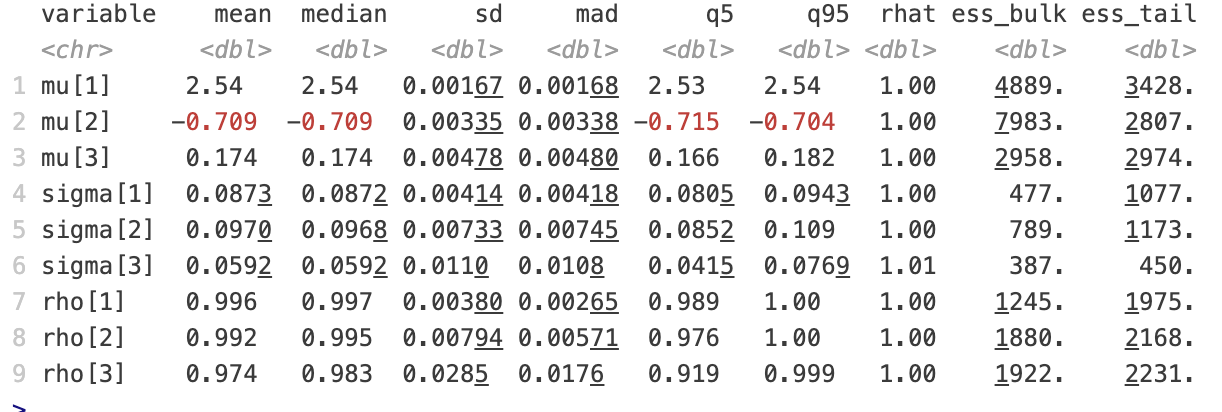 variable mean median sd mad q5 q95 rhat ess_bulk ess_tail
<chr> <dbl> <dbl> <dbl> <dbl> <dbl> <dbl> <dbl> <dbl> <dbl>
1 mu[1] 2.54 2.54 0.00167 0.00168 2.53 2.54 1.00 4889. 3428.
2 mu[2] −0.709 −0.709 0.00335 0.00338 −0.715 −0.704 1.00 7983. 2807.
3 mu[3] 0.174 0.174 0.00478 0.00480 0.166 0.182 1.00 2958. 2974.
4 sigma[1] 0.0873 0.0872 0.00414 0.00418 0.0805 0.0943 1.00 477. 1077.
5 sigma[2] 0.0970 0.0968 0.00733 0.00745 0.0852 0.109 1.00 789. 1173.
6 sigma[3] 0.0592 0.0592 0.0110 0.0108 0.0415 0.0769 1.01 387. 450.
7 rho[1] 0.996 0.997 0.00380 0.00265 0.989 1.00 1.00 1245. 1975.
8 rho[2] 0.992 0.995 0.00794 0.00571 0.976 1.00 1.00 1880. 2168.
9 rho[3] 0.974 0.983 0.0285 0.0176 0.919 0.999 1.00 1922. 2231.
>